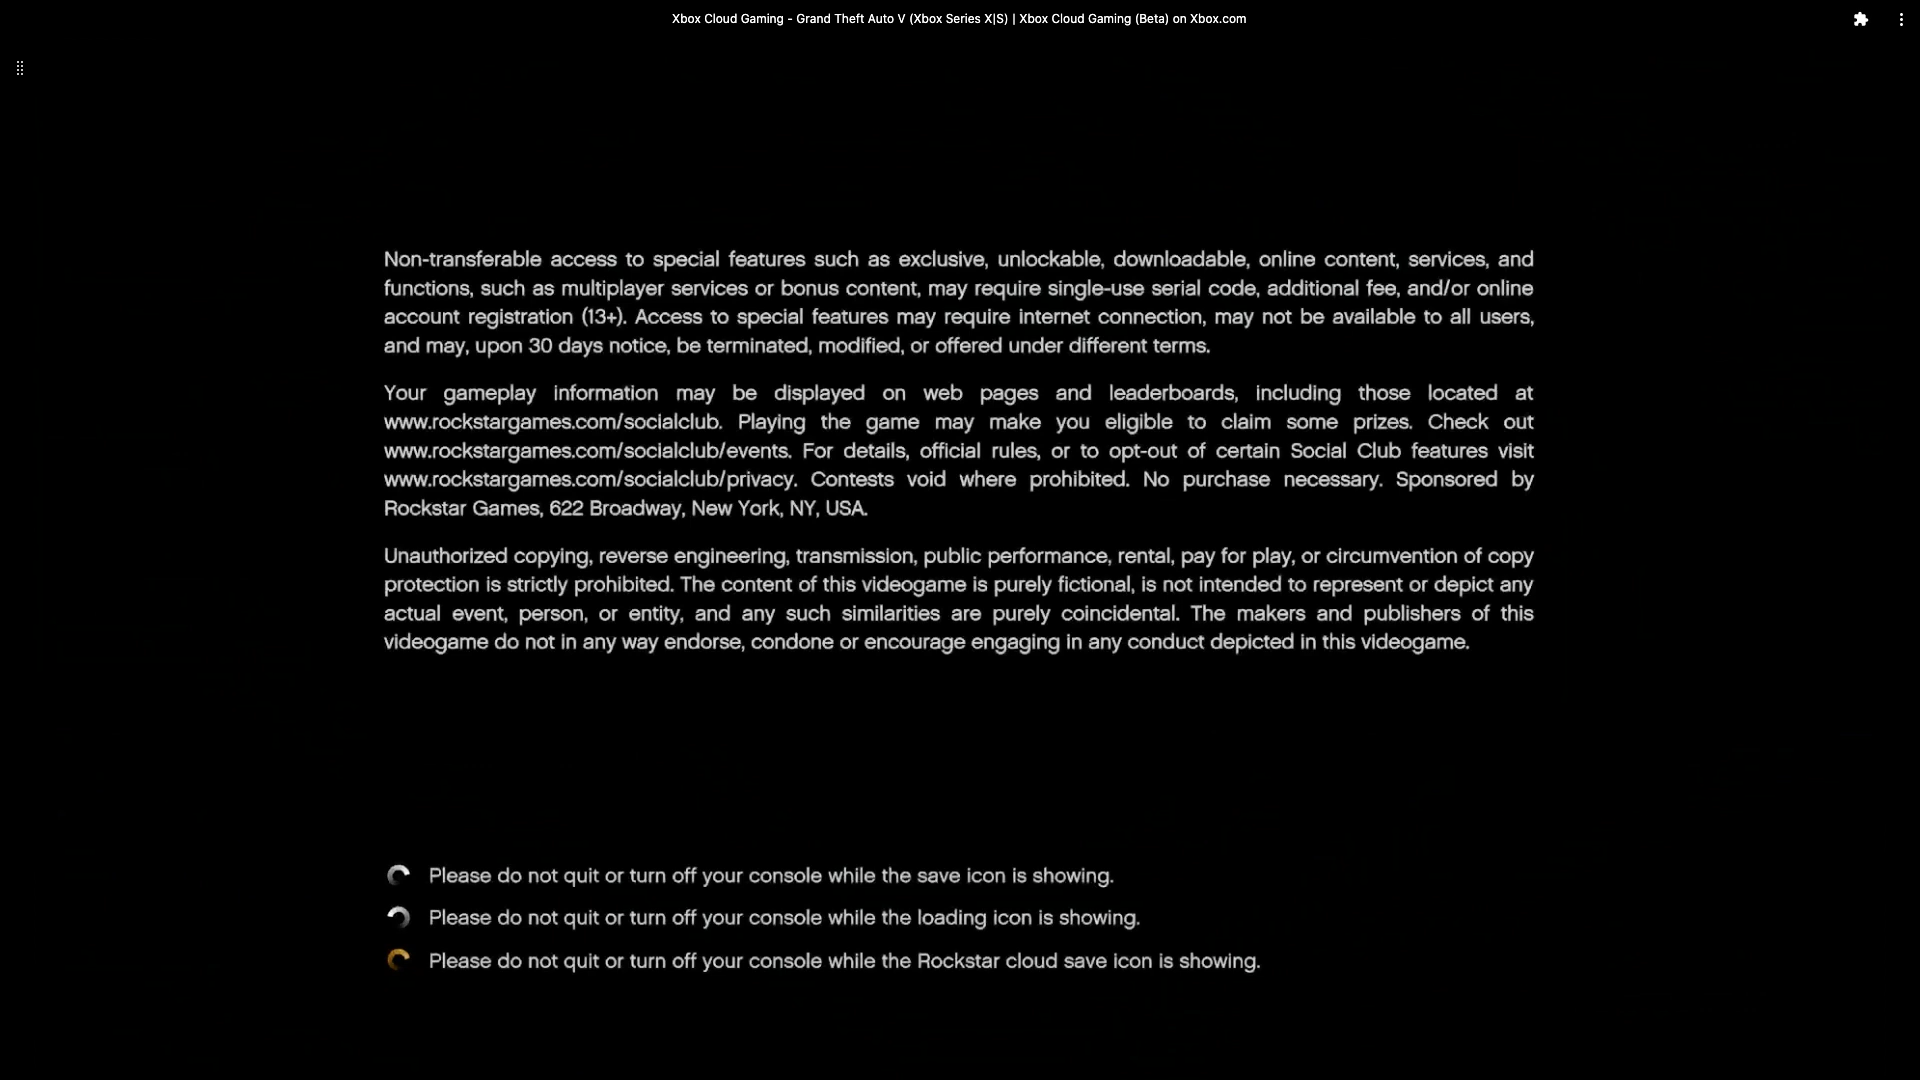 Xbox Cloud Gaming - Grand Theft Auto V (Xbox Series X|S) | Xbox Cloud Gaming (Beta) on Xbox.com
Non-transferable access to special features such as exclusive, unlockable, downloadable, online content, services, and
functions, such as multiplayer services or bonus content, may require single-use serial code, additional fee, and/or online
account registration (13+). Access to special features may require internet connection, may not be available to all users,
and may, upon 30 days notice, be terminated, modified, or offered under different terms.
Your gameplay information may be displayed on web pages and leaderboards, including those located at
www.rockstargames.com/socialclub. Playing the game may make you eligible to claim some prizes. Check out
www.rockstargames.com/socialclub/events. For details, official rules, or to opt-out of certain Social Club features visit
www.rockstargames.com/socialclub/privacy. Contests void where prohibited. No purchase necessary. Sponsored by
Rockstar Games, 622 Broadway, New York, NY, USA.
Unauthorized copying, reverse engineering, transmission, public performance, rental, pay for play, or circumvention of copy
protection is strictly prohibited. The content of this videogame is purely fictional, is not intended to represent or depict any
actual event, person, or entity, and any such similarities are purely coincidental. The makers and publishers of this
videogame do not in any way endorse, condone or encourage engaging in any conduct depicted in this videogame.
Please do not quit or turn off your console while the save icon is showing.
Please do not quit or turn off your console while the loading icon is showing.
Please do not quit or turn off your console while the Rockstar cloud save icon is showing.